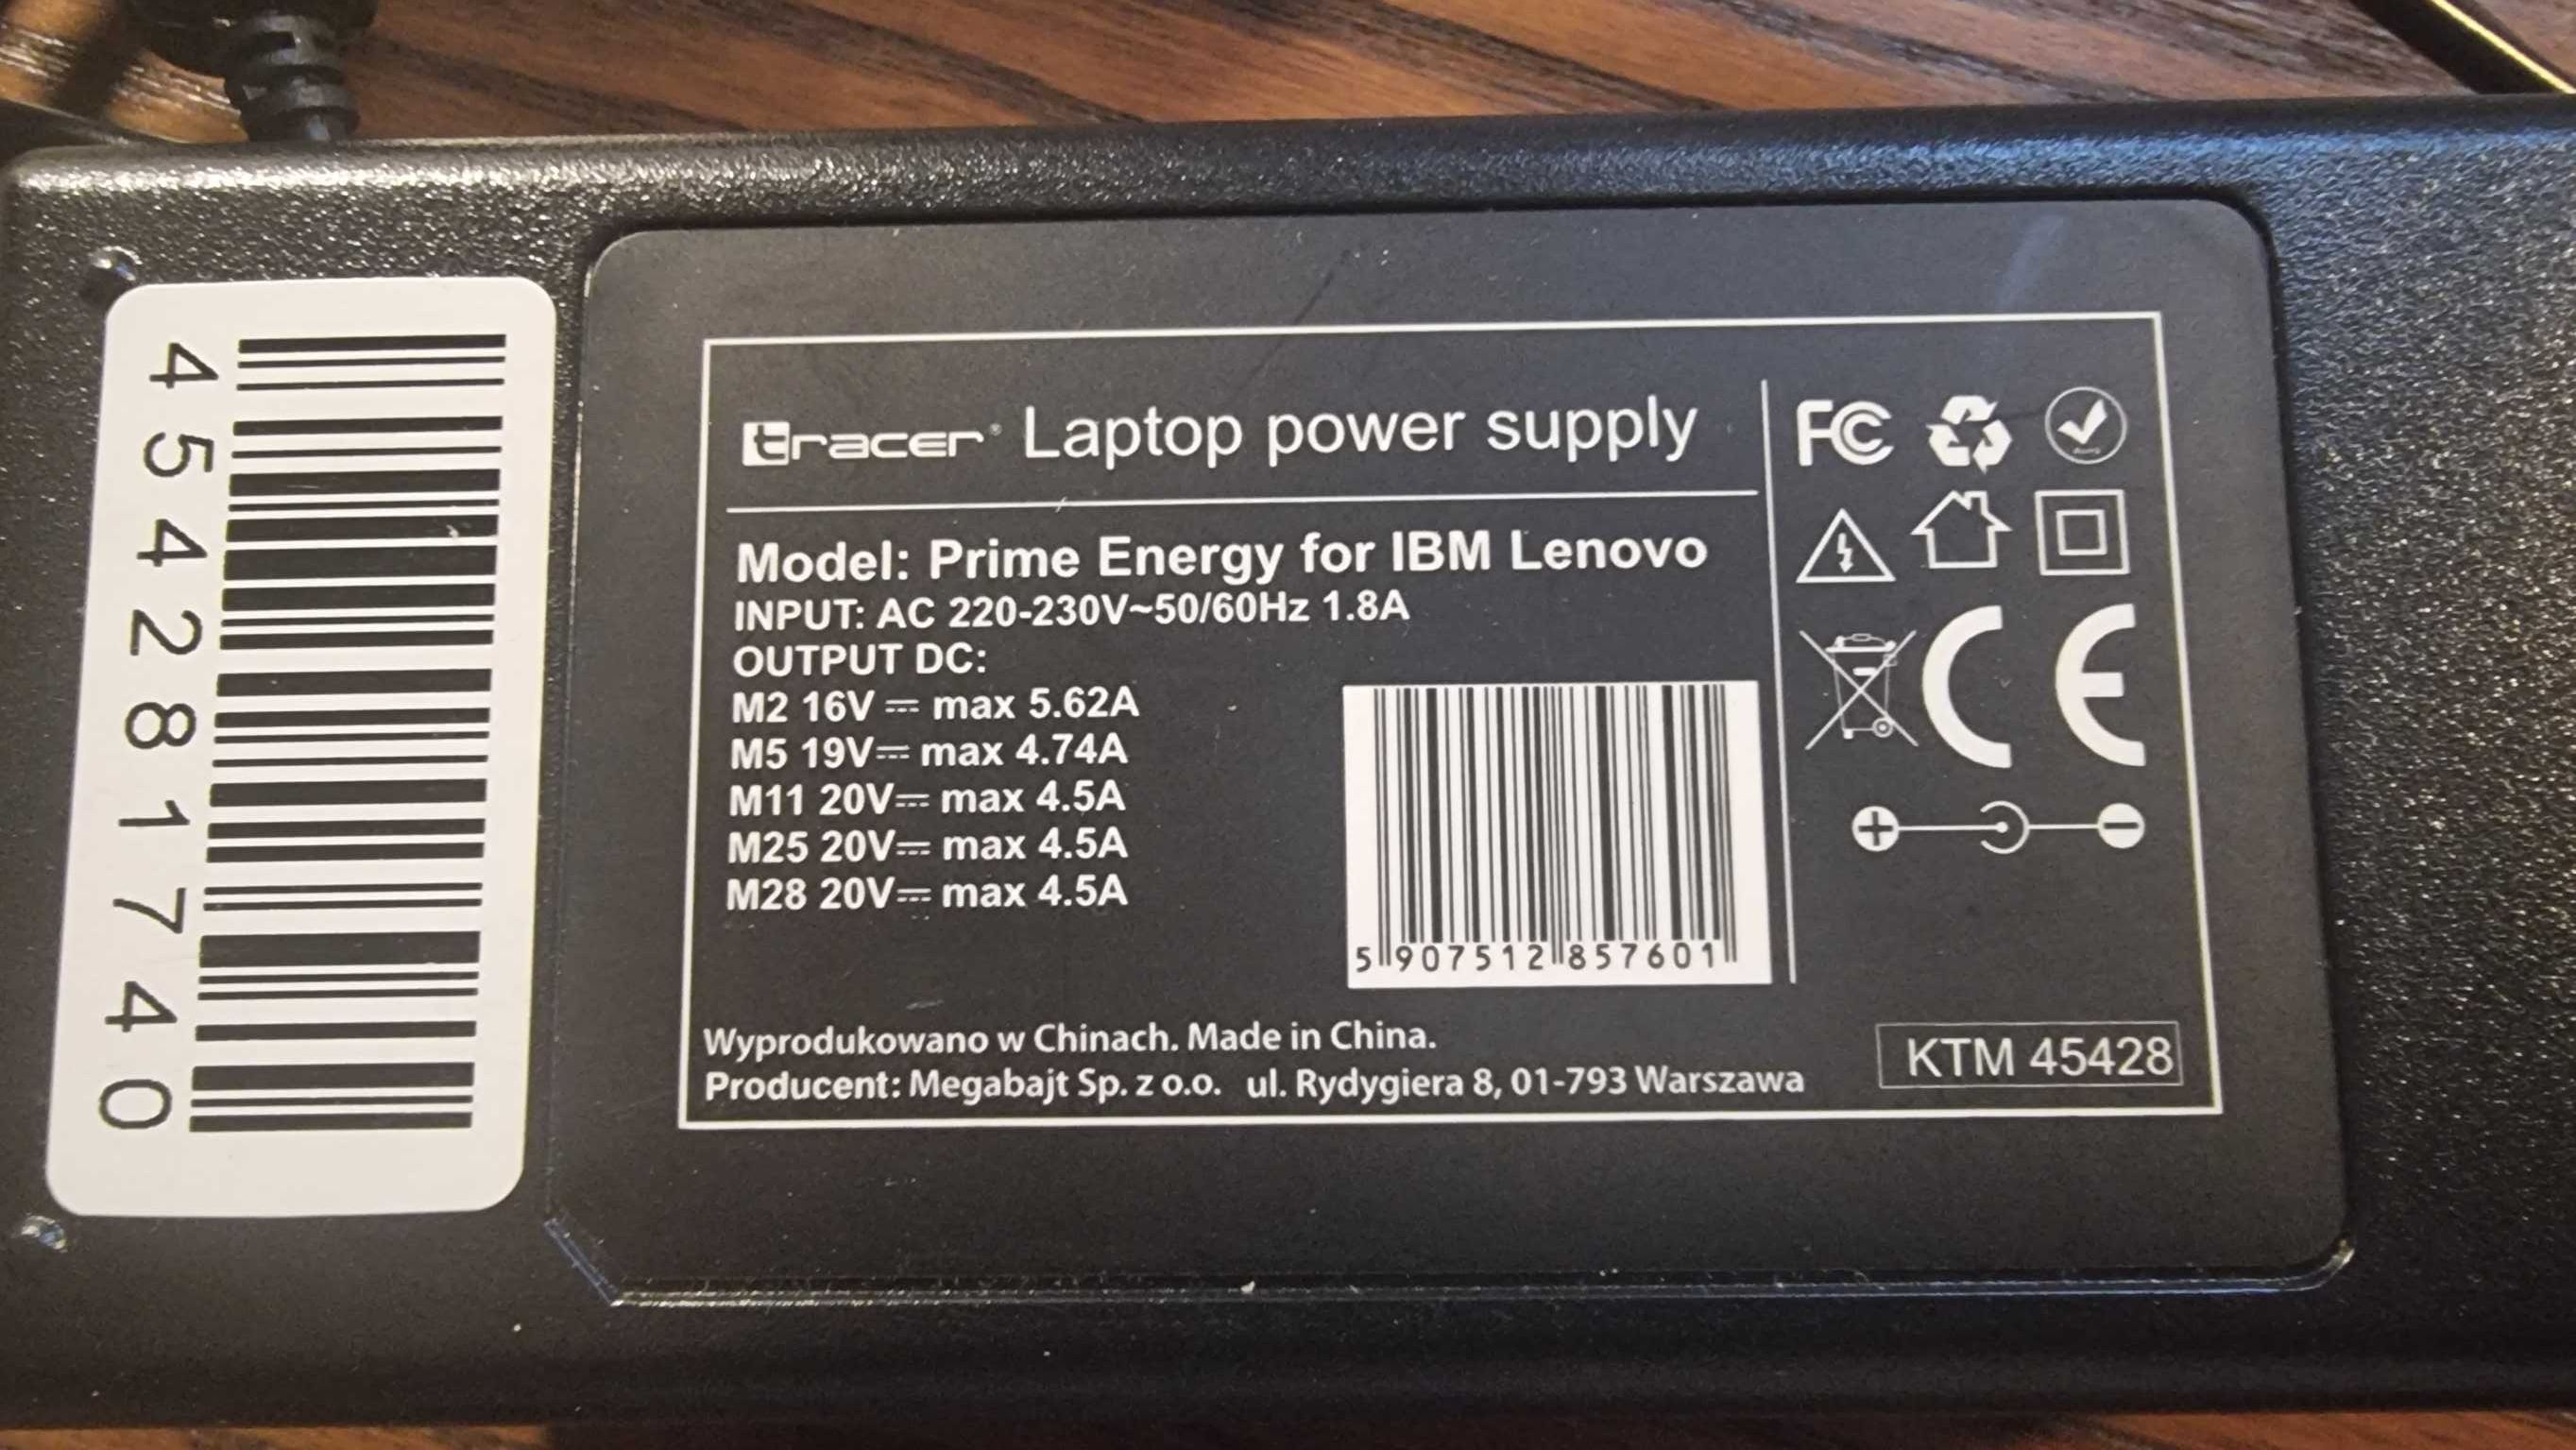 454281740
tracer® Laptop power supply
Model: Prime Energy for IBM Lenovo
INPUT: AC 220-230V~50/60Hz 1.8A
OUTPUT DC:
M2 16V ⎓ max 5.62A
M5 19V⎓ max 4.74A
M11 20V⎓ max 4.5A
M25 20V⎓ max 4.5A
M28 20V⎓ max 4.5A
5 907512 857601
FC
CE
Wyprodukowano w Chinach. Made in China.
Producent: Megabajt Sp. z o.o. ul. Rydygiera 8, 01-793 Warszawa
KTM 45428